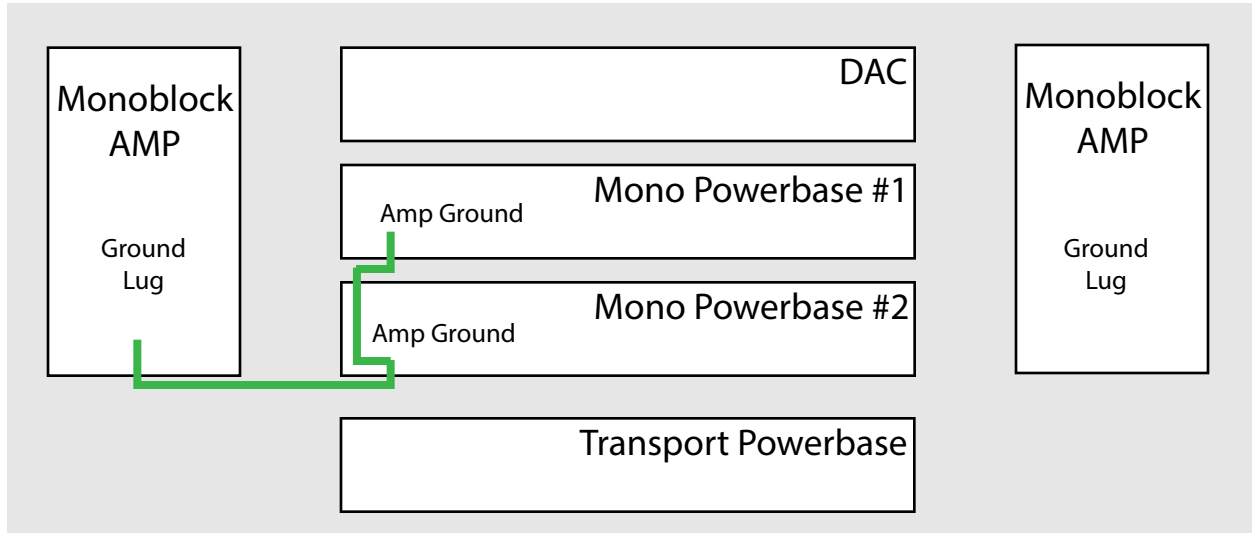 Monoblock
AMP
Ground
Lug
DAC
Mono Powerbase #1
Amp Ground
Mono Powerbase #2
Amp Ground
Transport Powerbase
Monoblock
AMP
Ground
Lug